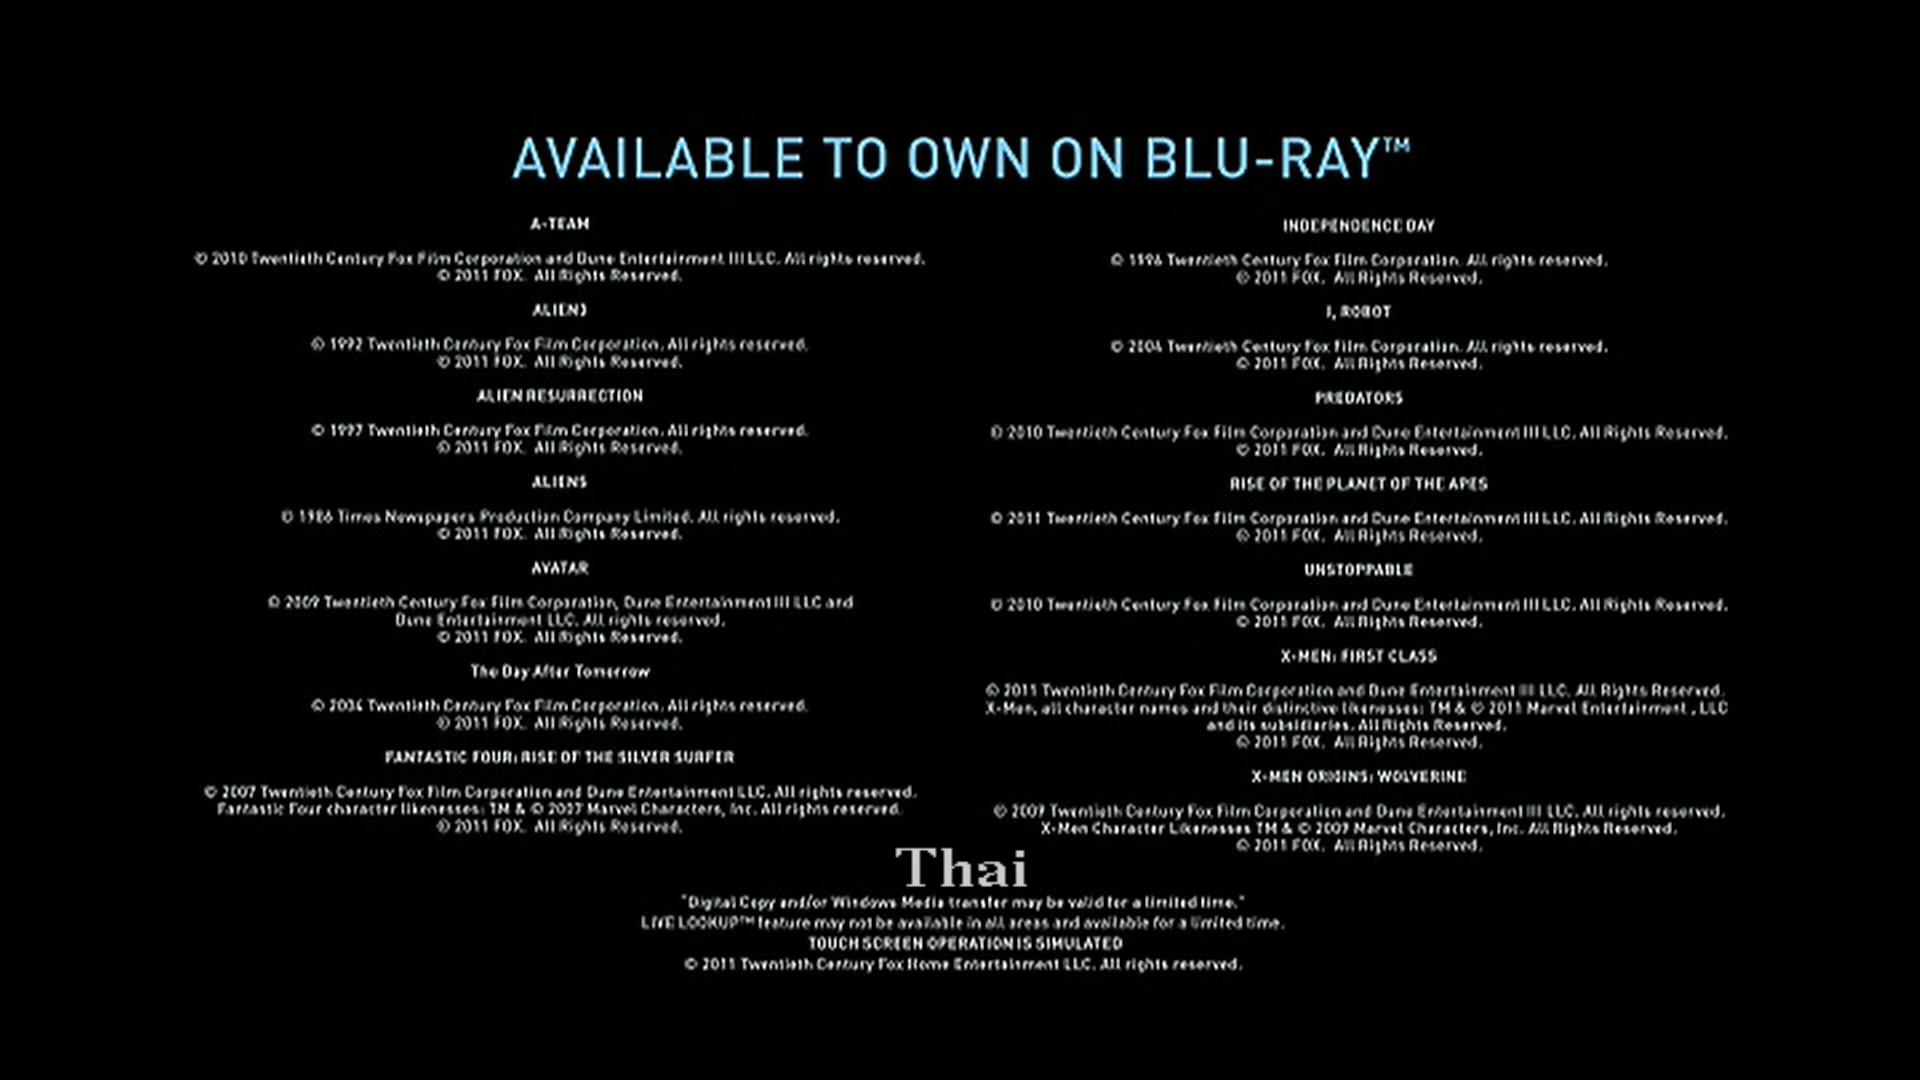 AVAILABLE TO OWN ON BLU-RAY™
A-TEAM
© 2010 Twentieth Century Fox Film Corporation and Dune Entertainment III LLC. All rights reserved.
© 2011 FOX. All Rights Reserved.
ALIEN3
© 1992 Twentieth Century Fox Film Corporation. All rights reserved.
© 2011 FOX. All Rights Reserved.
ALIEN RESURRECTION
© 1997 Twentieth Century Fox Film Corporation. All rights reserved.
© 2011 FOX. All Rights Reserved.
ALIENS
© 1986 Times Newspapers Production Company Limited. All rights reserved.
© 2011 FOX. All Rights Reserved.
AVATAR
© 2009 Twentieth Century Fox Film Corporation, Dune Entertainment III LLC and
Dune Entertainment LLC. All rights reserved.
© 2011 FOX. All Rights Reserved.
The Day After Tomorrow
© 2004 Twentieth Century Fox Film Corporation. All rights reserved.
© 2011 FOX. All Rights Reserved.
FANTASTIC FOUR: RISE OF THE SILVER SURFER
© 2007 Twentieth Century Fox Film Corporation and Dune Entertainment LLC. All rights reserved.
Fantastic Four character likenesses: TM & © 2007 Marvel Characters, Inc. All rights reserved.
© 2011 FOX. All Rights Reserved.
INDEPENDENCE DAY
© 1996 Twentieth Century Fox Film Corporation. All rights reserved.
© 2011 FOX. All Rights Reserved.
I, ROBOT
© 2004 Twentieth Century Fox Film Corporation. All rights reserved.
© 2011 FOX. All Rights Reserved.
PREDATORS
© 2010 Twentieth Century Fox Film Corporation and Dune Entertainment III LLC. All Rights Reserved.
© 2011 FOX. All Rights Reserved.
RISE OF THE PLANET OF THE APES
© 2011 Twentieth Century Fox Film Corporation and Dune Entertainment III LLC. All Rights Reserved.
© 2011 FOX. All Rights Reserved.
UNSTOPPABLE
© 2010 Twentieth Century Fox Film Corporation and Dune Entertainment III LLC. All Rights Reserved.
© 2011 FOX. All Rights Reserved.
X-MEN: FIRST CLASS
© 2011 Twentieth Century Fox Film Corporation and Dune Entertainment III LLC. All Rights Reserved.
X-Men, all character names and their distinctive likenesses: TM & © 2011 Marvel Entertainment , LLC
and its subsidiaries. All Rights Reserved.
© 2011 FOX. All Rights Reserved.
X-MEN ORIGINS: WOLVERINE
© 2009 Twentieth Century Fox Film Corporation and Dune Entertainment III LLC. All rights reserved.
X-Men Character Likenesses TM & © 2009 Marvel Characters, Inc. All Rights Reserved.
© 2011 FOX. All Rights Reserved.
Thai
"Digital Copy and/or Windows Media transfer may be valid for a limited time."
LIVE LOOKUP™ feature may not be available in all areas and available for a limited time.
TOUCH SCREEN OPERATION IS SIMULATED
© 2011 Twentieth Century Fox Home Entertainment LLC. All rights reserved.